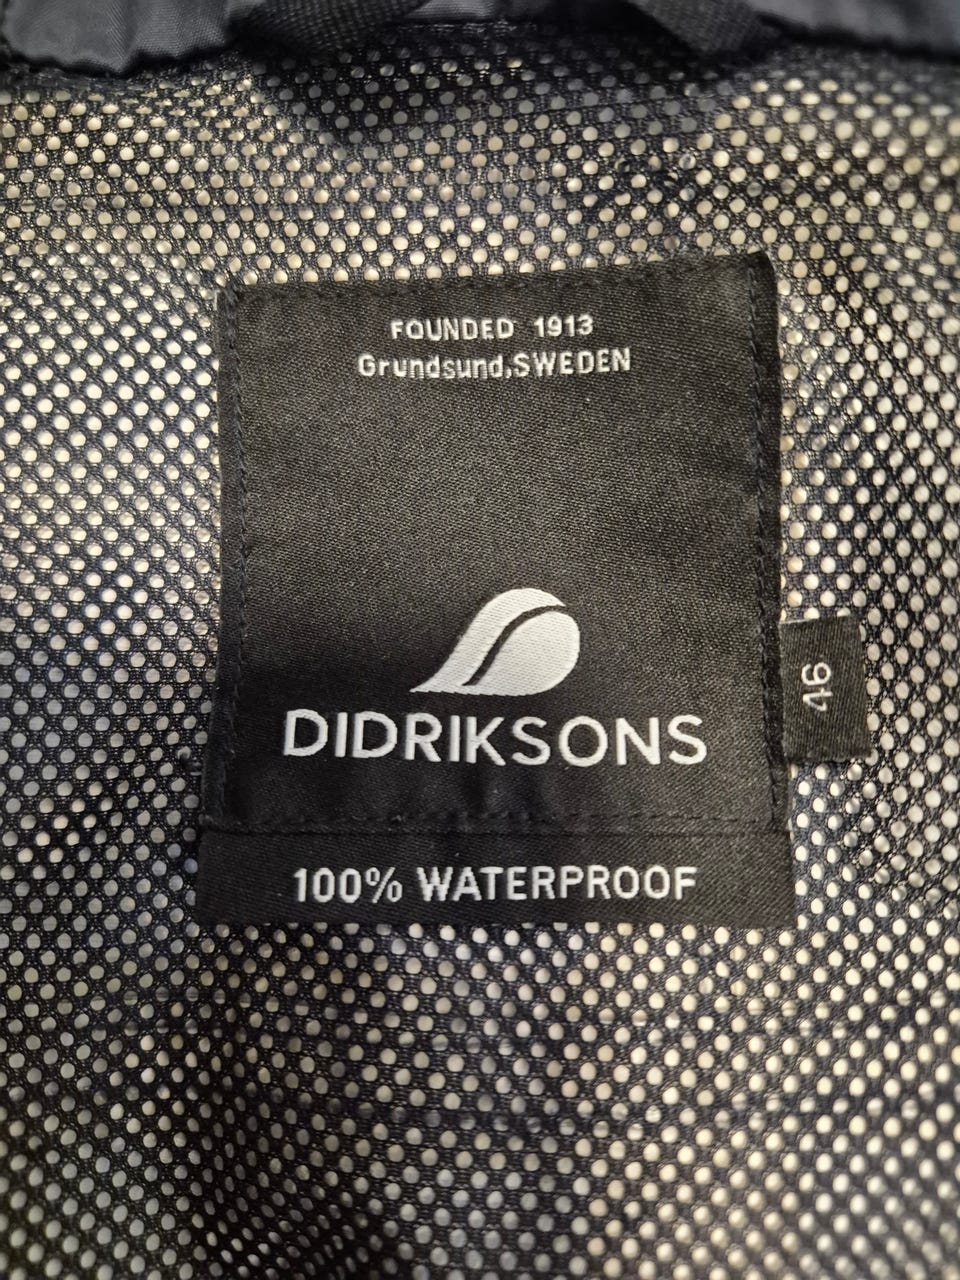 FOUNDED 1913
Grundsund,SWEDEN
DIDRIKSONS
46
100% WATERPROOF